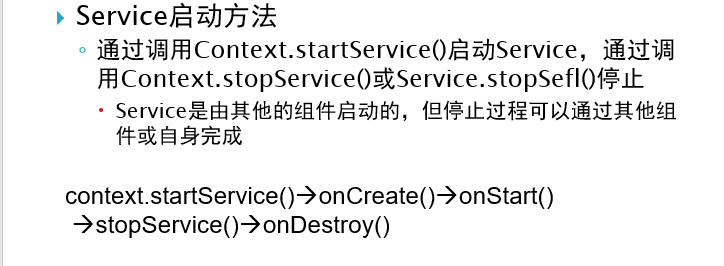 Service启动方法
通过调用Context.startService()启动Service，通过调
用Context.stopService()或Service.stopSefl()停止
Service是由其他的组件启动的，但停止过程可以通过其他组
件或自身完成
context.startService()→onCreate()→onStart()
→stopService()→onDestroy()